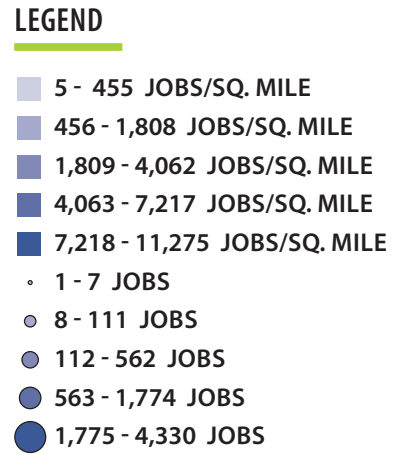 LEGEND
5 - 455 JOBS/SQ. MILE
456 - 1,808 JOBS/SQ. MILE
1,809 - 4,062 JOBS/SQ. MILE
4,063 - 7,217 JOBS/SQ. MILE
7,218 - 11,275 JOBS/SQ. MILE
1 - 7 JOBS
8 - 111 JOBS
112 - 562 JOBS
563 - 1,774 JOBS
1,775 - 4,330 JOBS